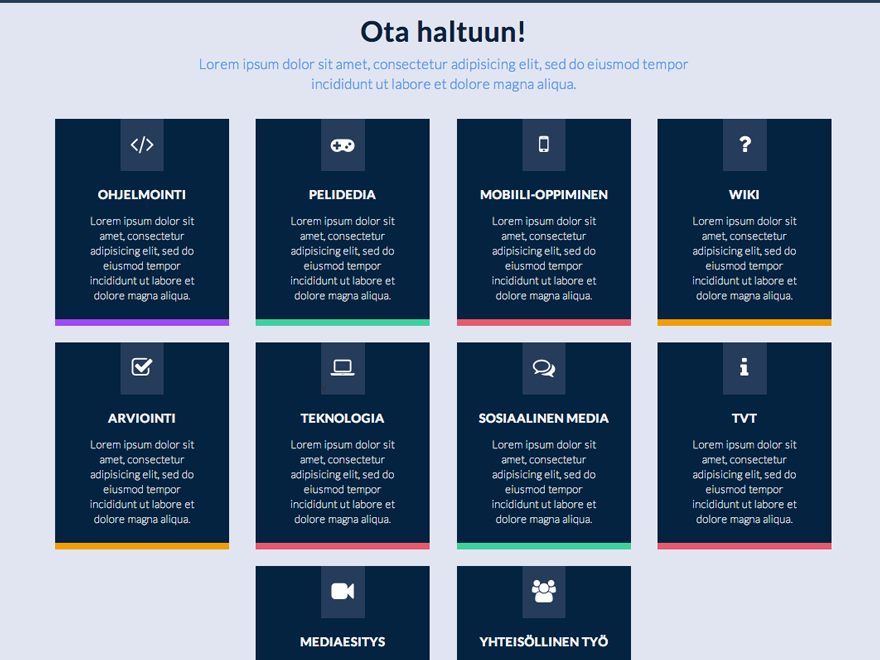 Ota haltuun!
Lorem ipsum dolor sit amet, consectetur adipisicing elit, sed do eiusmod tempor
incididunt ut labore et dolore magna aliqua.
OHJELMOINTI
Lorem ipsum dolor sit
amet, consectetur
adipisicing elit, sed do
eiusmod tempor
incididunt ut labore et
dolore magna aliqua.
PELIDEDIA
Lorem ipsum dolor sit
amet, consectetur
adipisicing elit, sed do
eiusmod tempor
incididunt ut labore et
dolore magna aliqua.
MOBIILI-OPPIMINEN
Lorem ipsum dolor sit
amet, consectetur
adipisicing elit, sed do
eiusmod tempor
incididunt ut labore et
dolore magna aliqua.
WIKI
Lorem ipsum dolor sit
amet, consectetur
adipisicing elit, sed do
eiusmod tempor
incididunt ut labore et
dolore magna aliqua.
ARVIOINTI
Lorem ipsum dolor sit
amet, consectetur
adipisicing elit, sed do
eiusmod tempor
incididunt ut labore et
dolore magna aliqua.
TEKNOLOGIA
Lorem ipsum dolor sit
amet, consectetur
adipisicing elit, sed do
eiusmod tempor
incididunt ut labore et
dolore magna aliqua.
SOSIAALINEN MEDIA
Lorem ipsum dolor sit
amet, consectetur
adipisicing elit, sed do
eiusmod tempor
incididunt ut labore et
dolore magna aliqua.
TVT
Lorem ipsum dolor sit
amet, consectetur
adipisicing elit, sed do
eiusmod tempor
incididunt ut labore et
dolore magna aliqua.
MEDIAESITYS
YHTEISÖLLINEN TYÖ